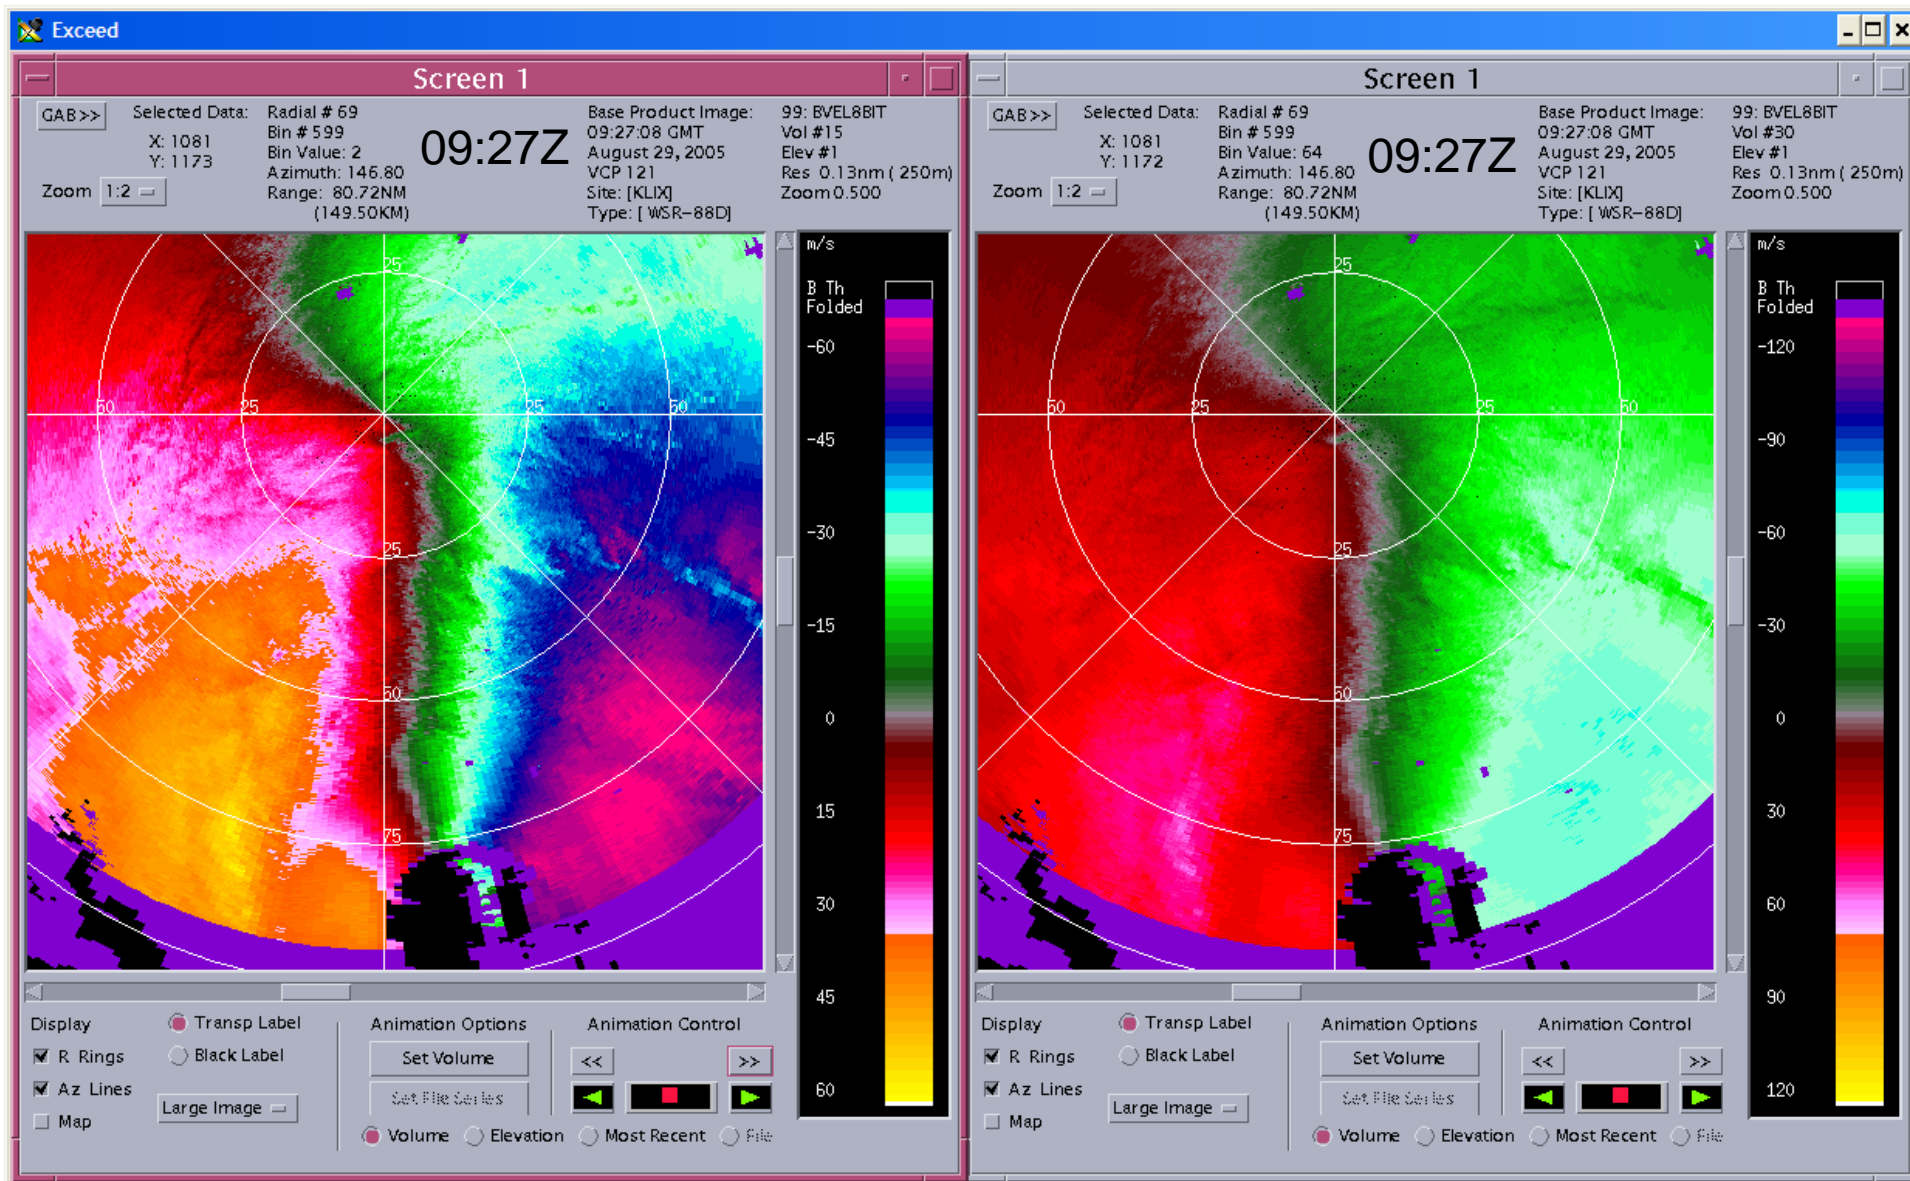 Exceed
Screen 1
GAB>>
Selected Data:
X: 1081
Y: 1173
Zoom 1:2
Radial # 69
Bin # 599
Bin Value: 2
Azimuth: 146.80
Range: 80.72NM
(149.50KM)
09:27Z
Base Product Image:
09:27:08 GMT
August 29, 2005
VCP 121
Site: [KLIX]
Type: [ WSR-88D]
99: BVEL8BIT
Vol #15
Elev #1
Res 0.13nm ( 250m)
Zoom 0.500
25
50 25 25 50
25
50
75
m/s
B Th
Folded
-60
-45
-30
-15
0
15
30
45
60
Display
R Rings
Az Lines
Map
Transp Label
Black Label
Large Image
Animation Options
Set Volume
Set File Series
Animation Control
<< >>
Volume Elevation Most Recent File
Screen 1
GAB>>
Selected Data:
X: 1081
Y: 1172
Zoom 1:2
Radial # 69
Bin # 599
Bin Value: 64
Azimuth: 146.80
Range: 80.72NM
(149.50KM)
09:27Z
Base Product Image:
09:27:08 GMT
August 29, 2005
VCP 121
Site: [KLIX]
Type: [ WSR-88D]
99: BVEL8BIT
Vol #30
Elev #1
Res 0.13nm ( 250m)
Zoom 0.500
25
50 25 25 50
25
50
75
m/s
B Th
Folded
-120
-90
-60
-30
0
30
60
90
120
Display
R Rings
Az Lines
Map
Transp Label
Black Label
Large Image
Animation Options
Set Volume
Set File Series
Animation Control
<< >>
Volume Elevation Most Recent File